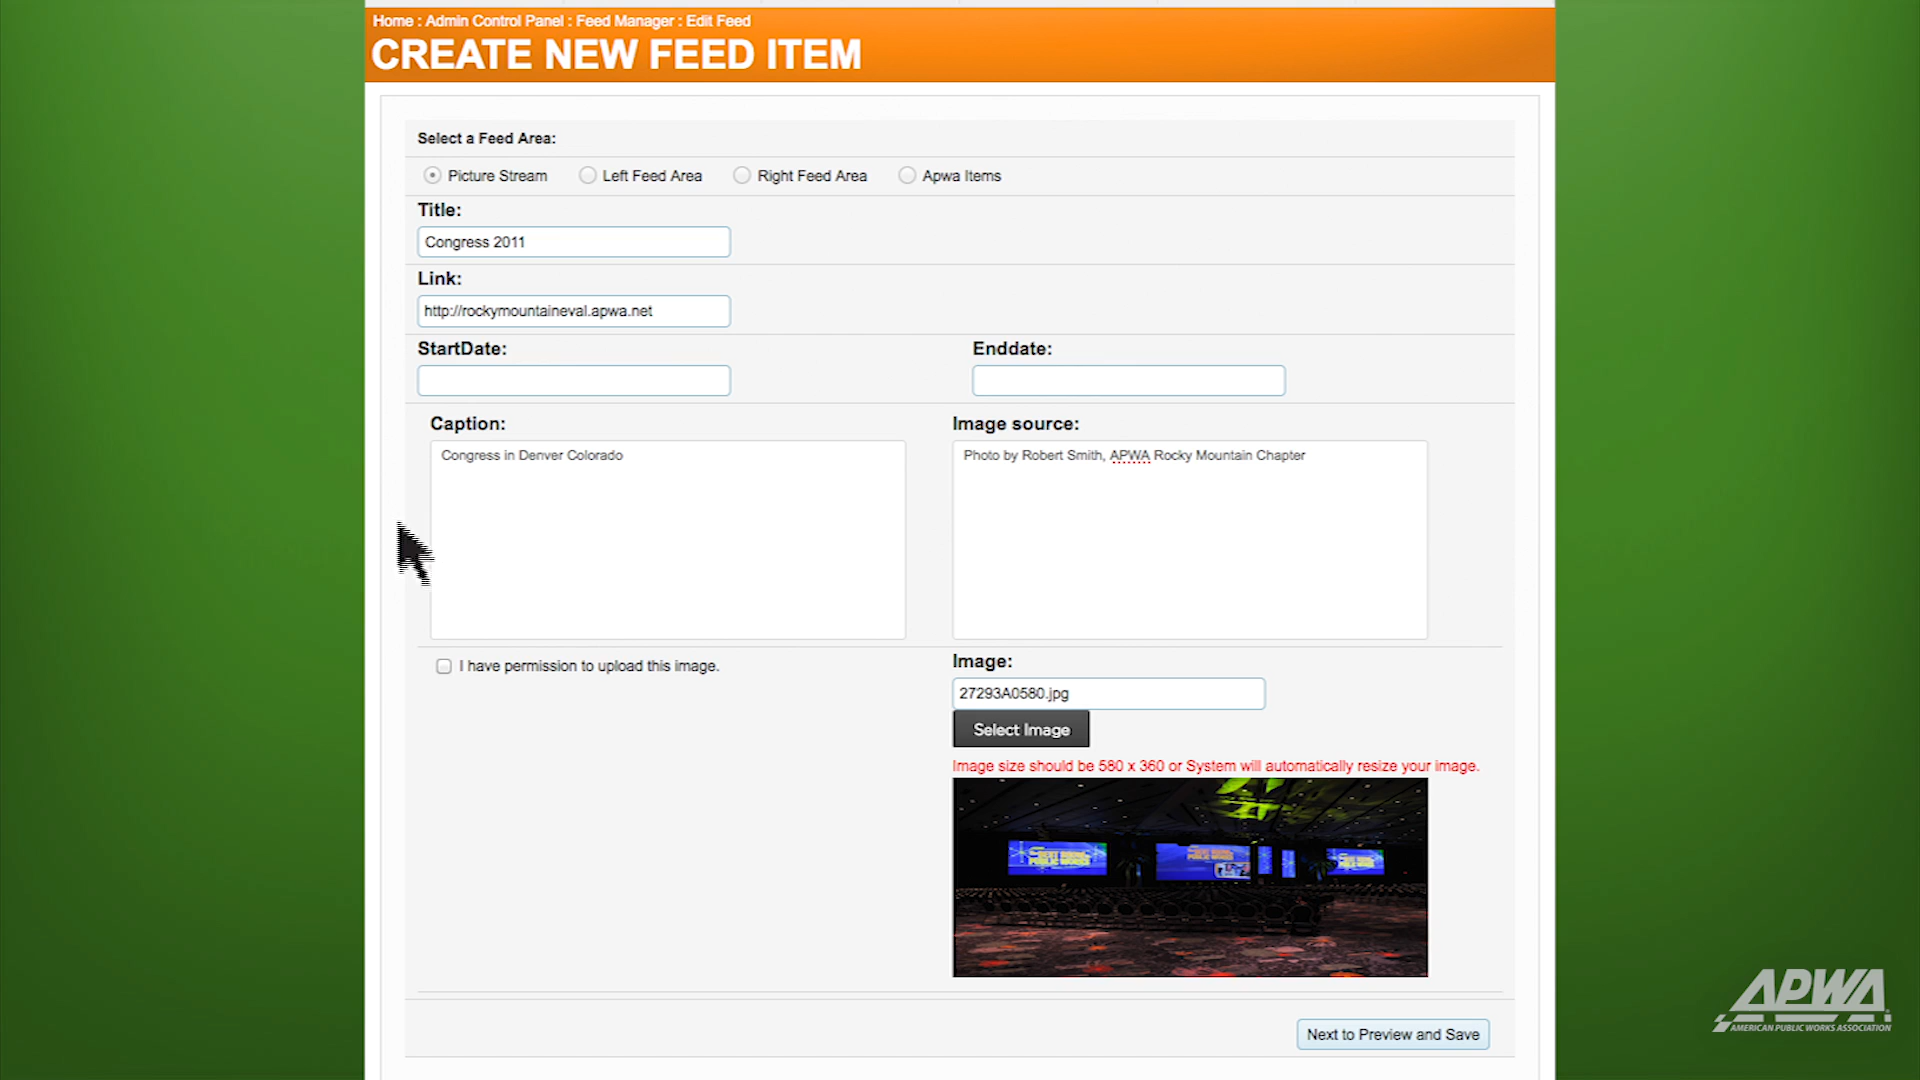 Home : Admin Control Panel : Feed Manager : Edit Feed
CREATE NEW FEED ITEM
Select a Feed Area:
Picture Stream Left Feed Area Right Feed Area Apwa Items
Title:
Congress 2011
Link:
http://rockymountaineval.apwa.net
StartDate: Enddate:
Caption: Image source:
Congress in Denver Colorado Photo by Robert Smith, APWA Rocky Mountain Chapter
I have permission to upload this image. Image:
27293A0580.jpg
Select Image
Image size should be 580 x 360 or System will automatically resize your image.
PUBLIC WORKS
Next to Preview and Save
APWA
AMERICAN PUBLIC WORKS ASSOCIATION